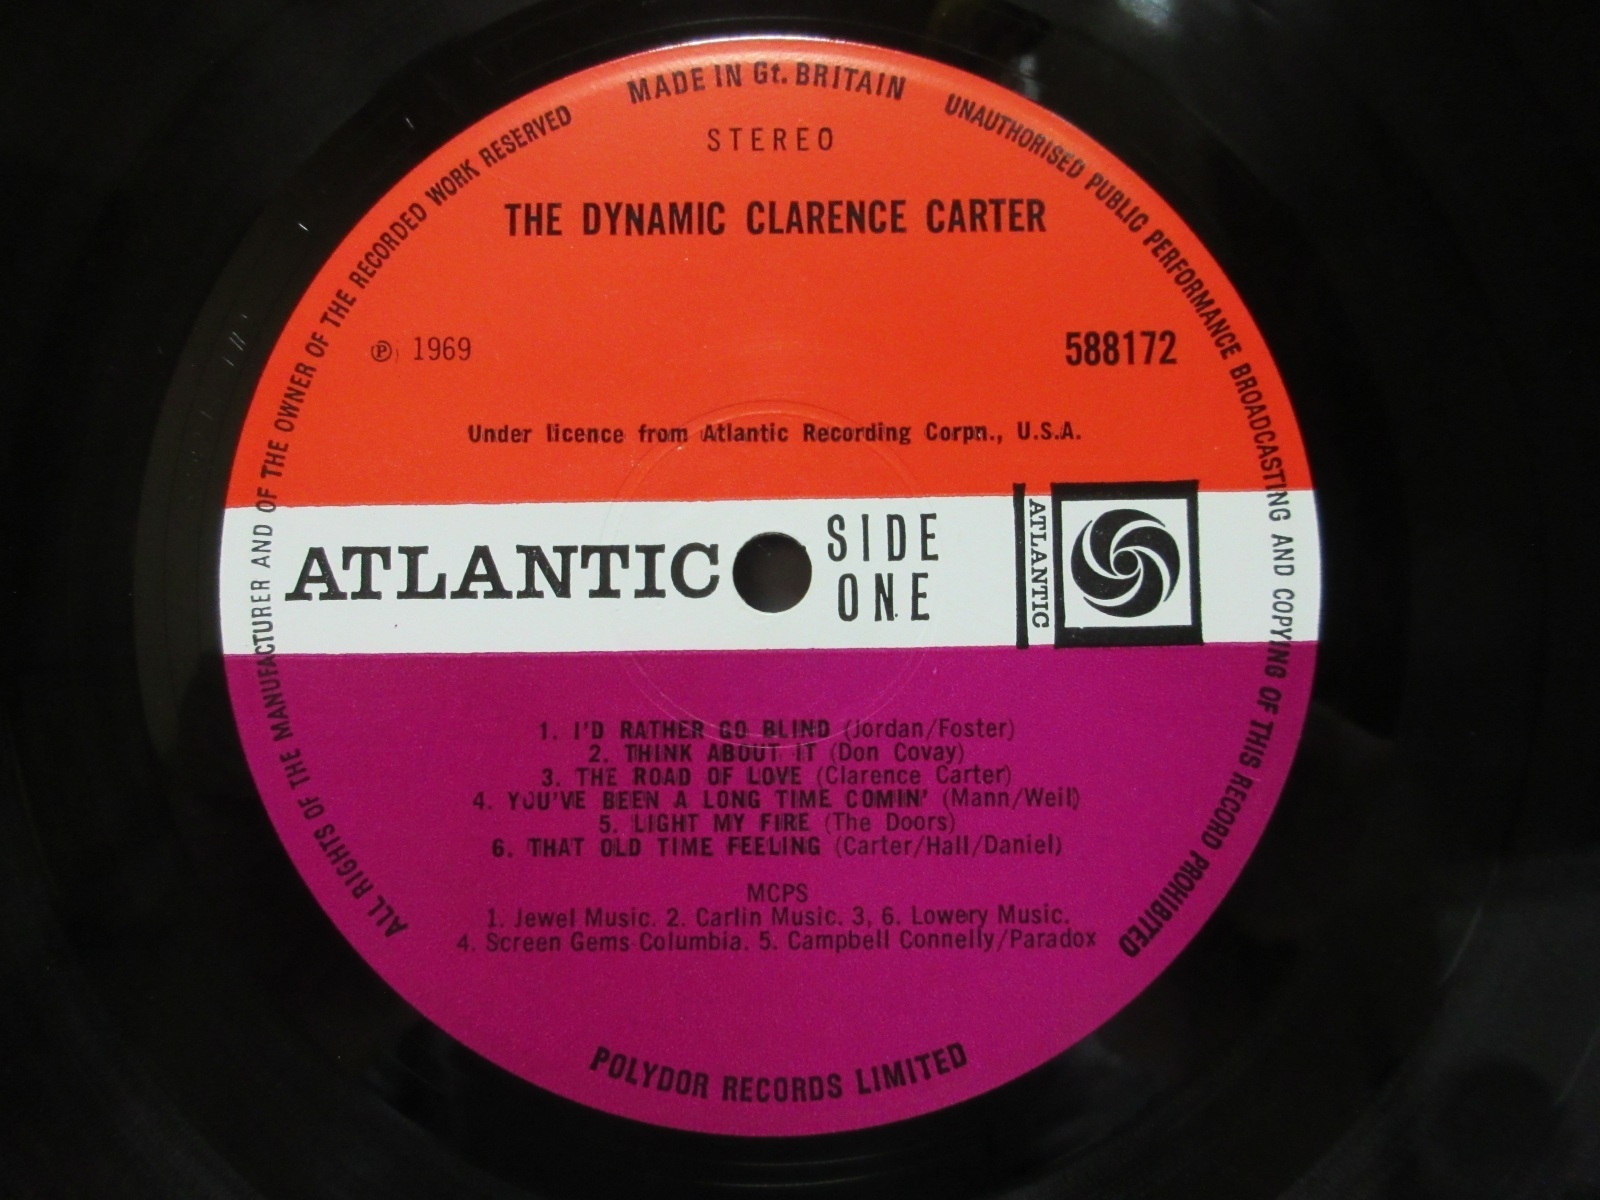 MADE IN Gt. BRITAIN
UNAUTHORISED PUBLIC PERFORMANCE BROADCASTING AND COPYING OF THIS RECORD PROHIBITED
ALL RIGHTS OF THE MANUFACTURER AND OF THE OWNER OF THE RECORDED WORK RESERVED
STEREO
THE DYNAMIC CLARENCE CARTER
℗ 1969
588172
Under licence from Atlantic Recording Corpn., U.S.A.
ATLANTIC
SIDE
ONE
ATLANTIC
1. I'D RATHER GO BLIND (Jordan/Foster)
2. THINK ABOUT IT (Don Covay)
3. THE ROAD OF LOVE (Clarence Carter)
4. YOU'VE BEEN A LONG TIME COMIN' (Mann/Weil)
5. LIGHT MY FIRE (The Doors)
6. THAT OLD TIME FEELING (Carter/Hall/Daniel)
MCPS
1. Jewel Music. 2. Carlin Music. 3, 6. Lowery Music.
4. Screen Gems Columbia. 5. Campbell Connelly/Paradox
POLYDOR RECORDS LIMITED